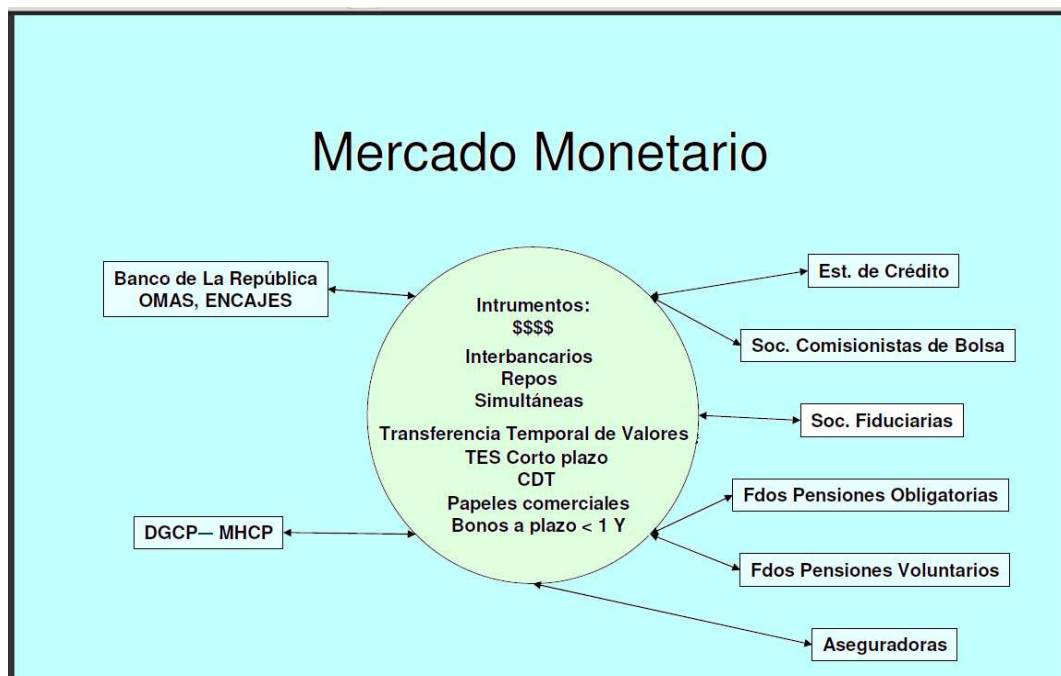 Mercado Monetario
Banco de La República
OMAS, ENCAJES
DGCP— MHCP
Intrumentos:
$$$$
Interbancarios
Repos
Simultáneas
Transferencia Temporal de Valores
TES Corto plazo
CDT
Papeles comerciales
Bonos a plazo < 1 Y
Est. de Crédito
Soc. Comisionistas de Bolsa
Soc. Fiduciarias
Fdos Pensiones Obligatorias
Fdos Pensiones Voluntarios
Aseguradoras